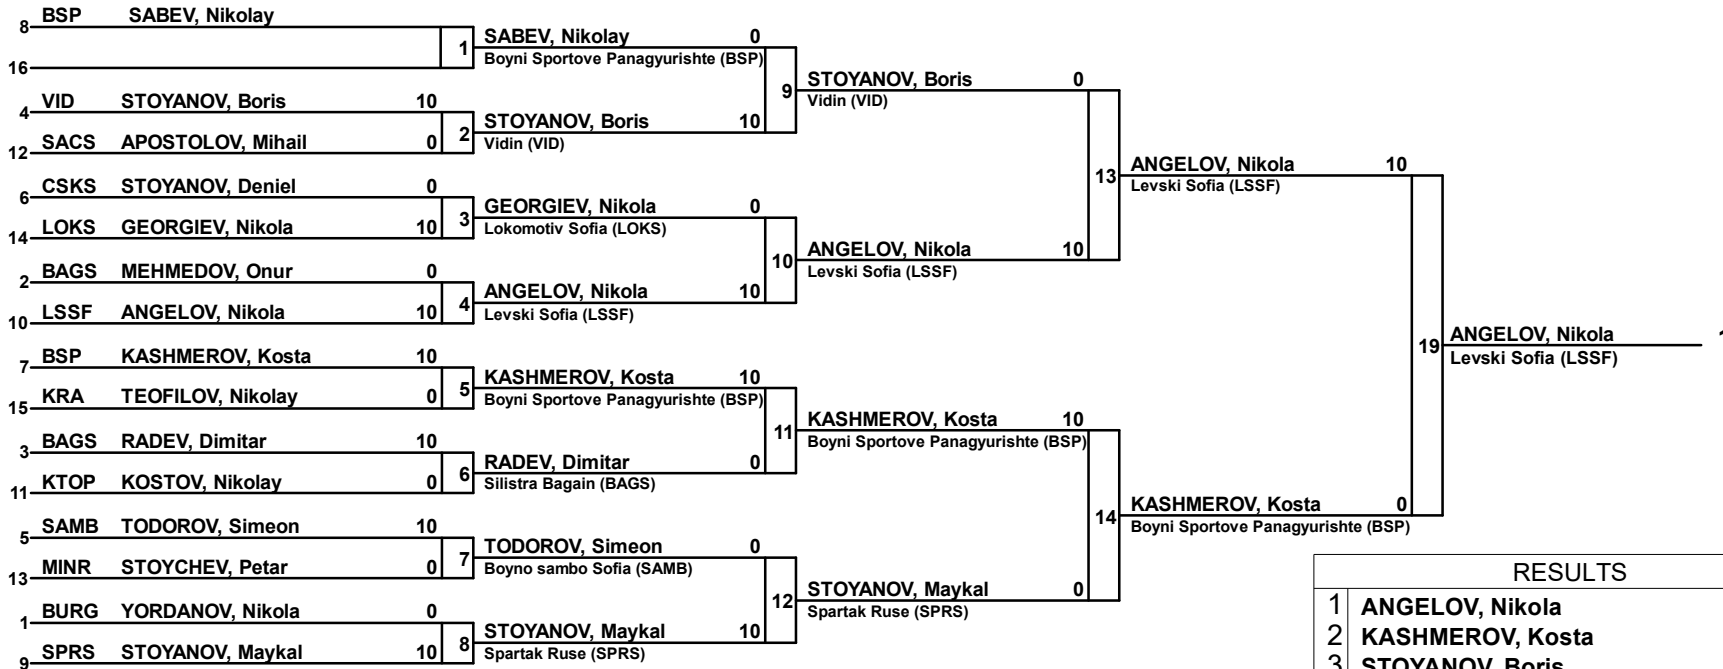 8 BSP SABEV, Nikolay
16
1 SABEV, Nikolay 0
Boyni Sportove Panagyurishte (BSP)
4 VID STOYANOV, Boris 10
12 SACS APOSTOLOV, Mihail 0
2 STOYANOV, Boris 10
Vidin (VID)
9 STOYANOV, Boris 0
Vidin (VID)
6 CSKS STOYANOV, Deniel 0
14 LOKS GEORGIEV, Nikola 10
3 GEORGIEV, Nikola 0
Lokomotiv Sofia (LOKS)
2 BAGS MEHMEDOV, Onur 0
10 LSSF ANGELOV, Nikola 10
4 ANGELOV, Nikola 10
Levski Sofia (LSSF)
10 ANGELOV, Nikola 10
Levski Sofia (LSSF)
13 ANGELOV, Nikola 10
Levski Sofia (LSSF)
7 BSP KASHMEROV, Kosta 10
15 KRA TEOFILOV, Nikolay 0
5 KASHMEROV, Kosta 10
Boyni Sportove Panagyurishte (BSP)
3 BAGS RADEV, Dimitar 10
11 KTOP KOSTOV, Nikolay 0
6 RADEV, Dimitar 0
Silistra Bagain (BAGS)
11 KASHMEROV, Kosta 10
Boyni Sportove Panagyurishte (BSP)
5 SAMB TODOROV, Simeon 10
13 MINR STOYCHEV, Petar 0
7 TODOROV, Simeon 0
Boyno sambo Sofia (SAMB)
1 BURG YORDANOV, Nikola 0
9 SPRS STOYANOV, Maykal 10
8 STOYANOV, Maykal 10
Spartak Ruse (SPRS)
12 STOYANOV, Maykal 0
Spartak Ruse (SPRS)
14 KASHMEROV, Kosta 0
Boyni Sportove Panagyurishte (BSP)
19 ANGELOV, Nikola
Levski Sofia (LSSF)
RESULTS
1 ANGELOV, Nikola
2 KASHMEROV, Kosta
3 STOYANOV, Boris